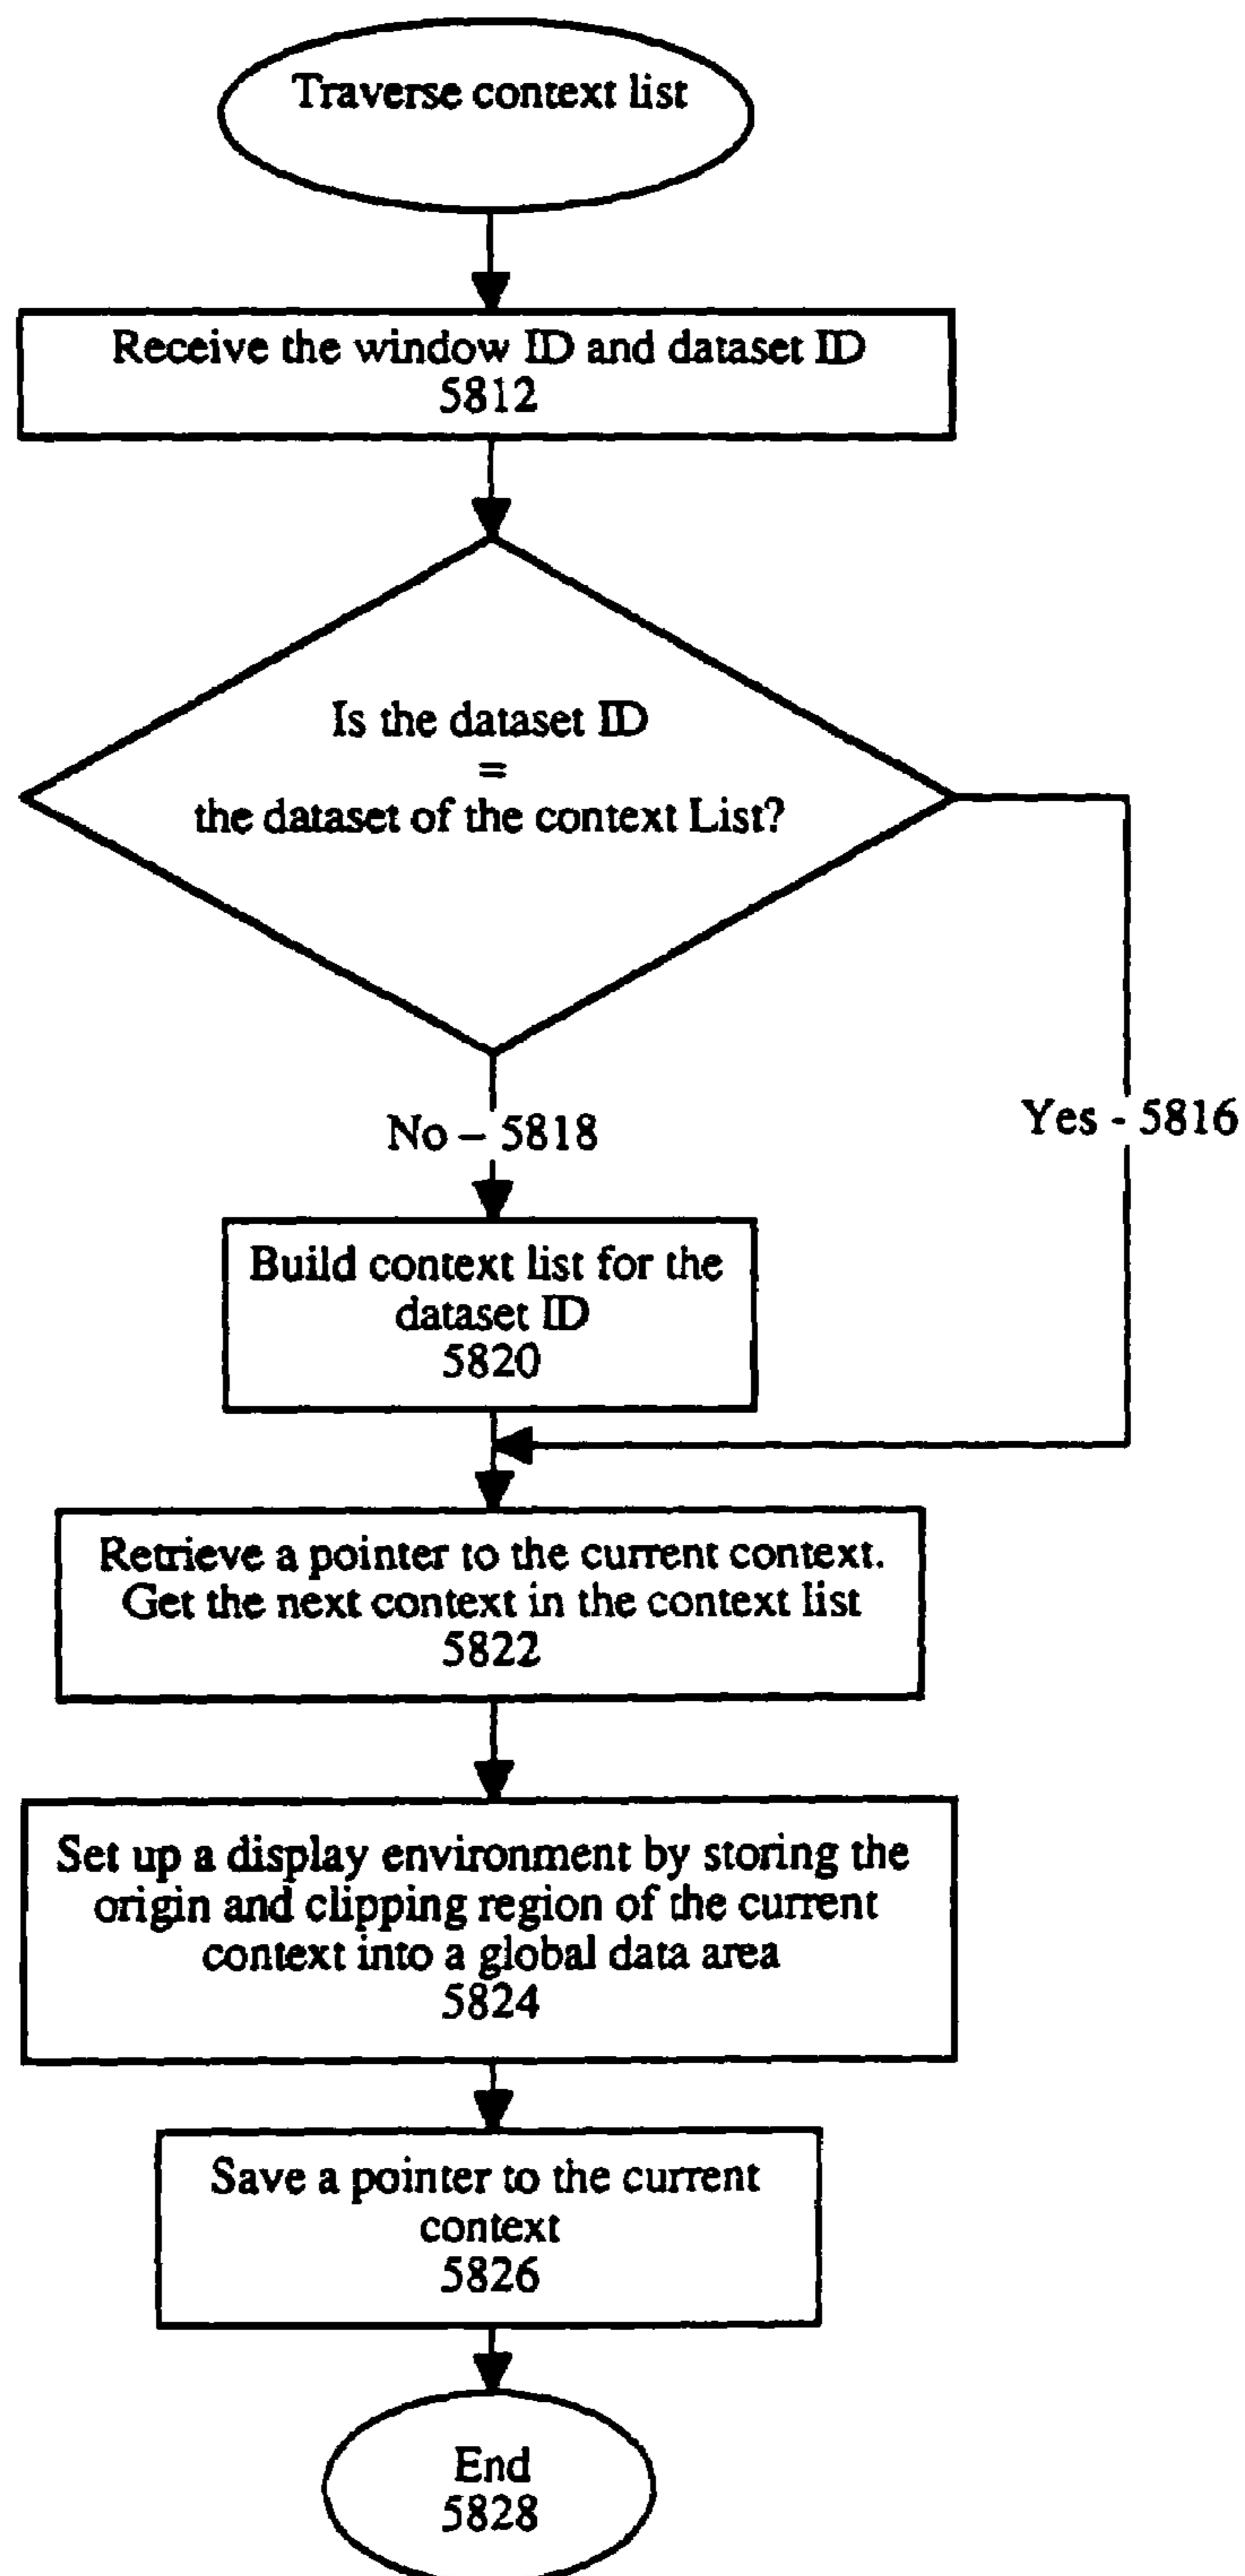 Traverse context list
Receive the window ID and dataset ID
5812
Is the dataset ID
=
the dataset of the context List?
No – 5818
Yes - 5816
Build context list for the
dataset ID
5820
Retrieve a pointer to the current context.
Get the next context in the context list
5822
Set up a display environment by storing the
origin and clipping region of the current
context into a global data area
5824
Save a pointer to the current
context
5826
End
5828